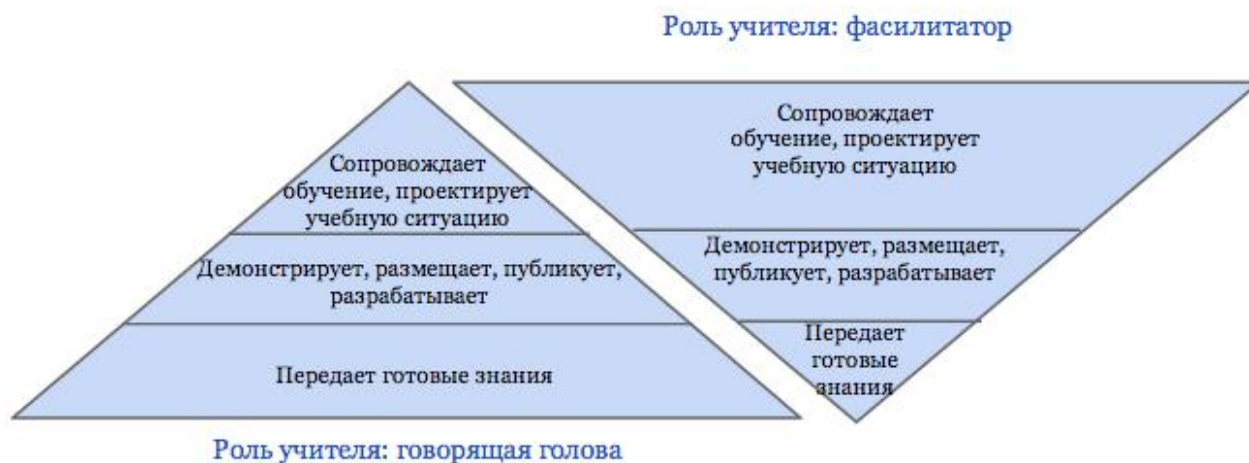 Роль учителя: фасилитатор
Сопровождает
обучение, проектирует
учебную ситуацию
Демонстрирует, размещает, публикует,
разрабатывает
Передает готовые знания
Сопровождает
обучение, проектирует
учебную ситуацию
Демонстрирует, размещает,
публикует, разрабатывает
Передает
готовые
знания
Роль учителя: говорящая голова